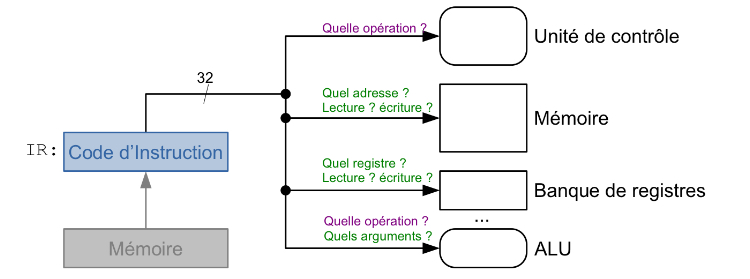 Quelle opération ?
Unité de contrôle
32
Quel adresse ?
Lecture ? écriture ?
Mémoire
IR:
Code d'Instruction
Quel registre ?
Lecture ? écriture ?
Banque de registres
...
Quelle opération ?
Quels arguments ?
ALU
Mémoire